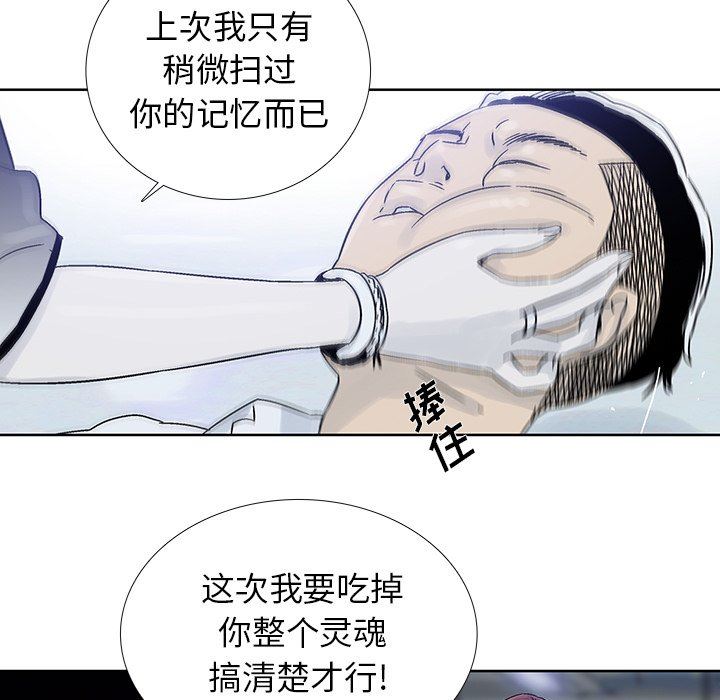 上次我只有
稍微扫过
你的记忆而已
捧住
这次我要吃掉
你整个灵魂
搞清楚才行!